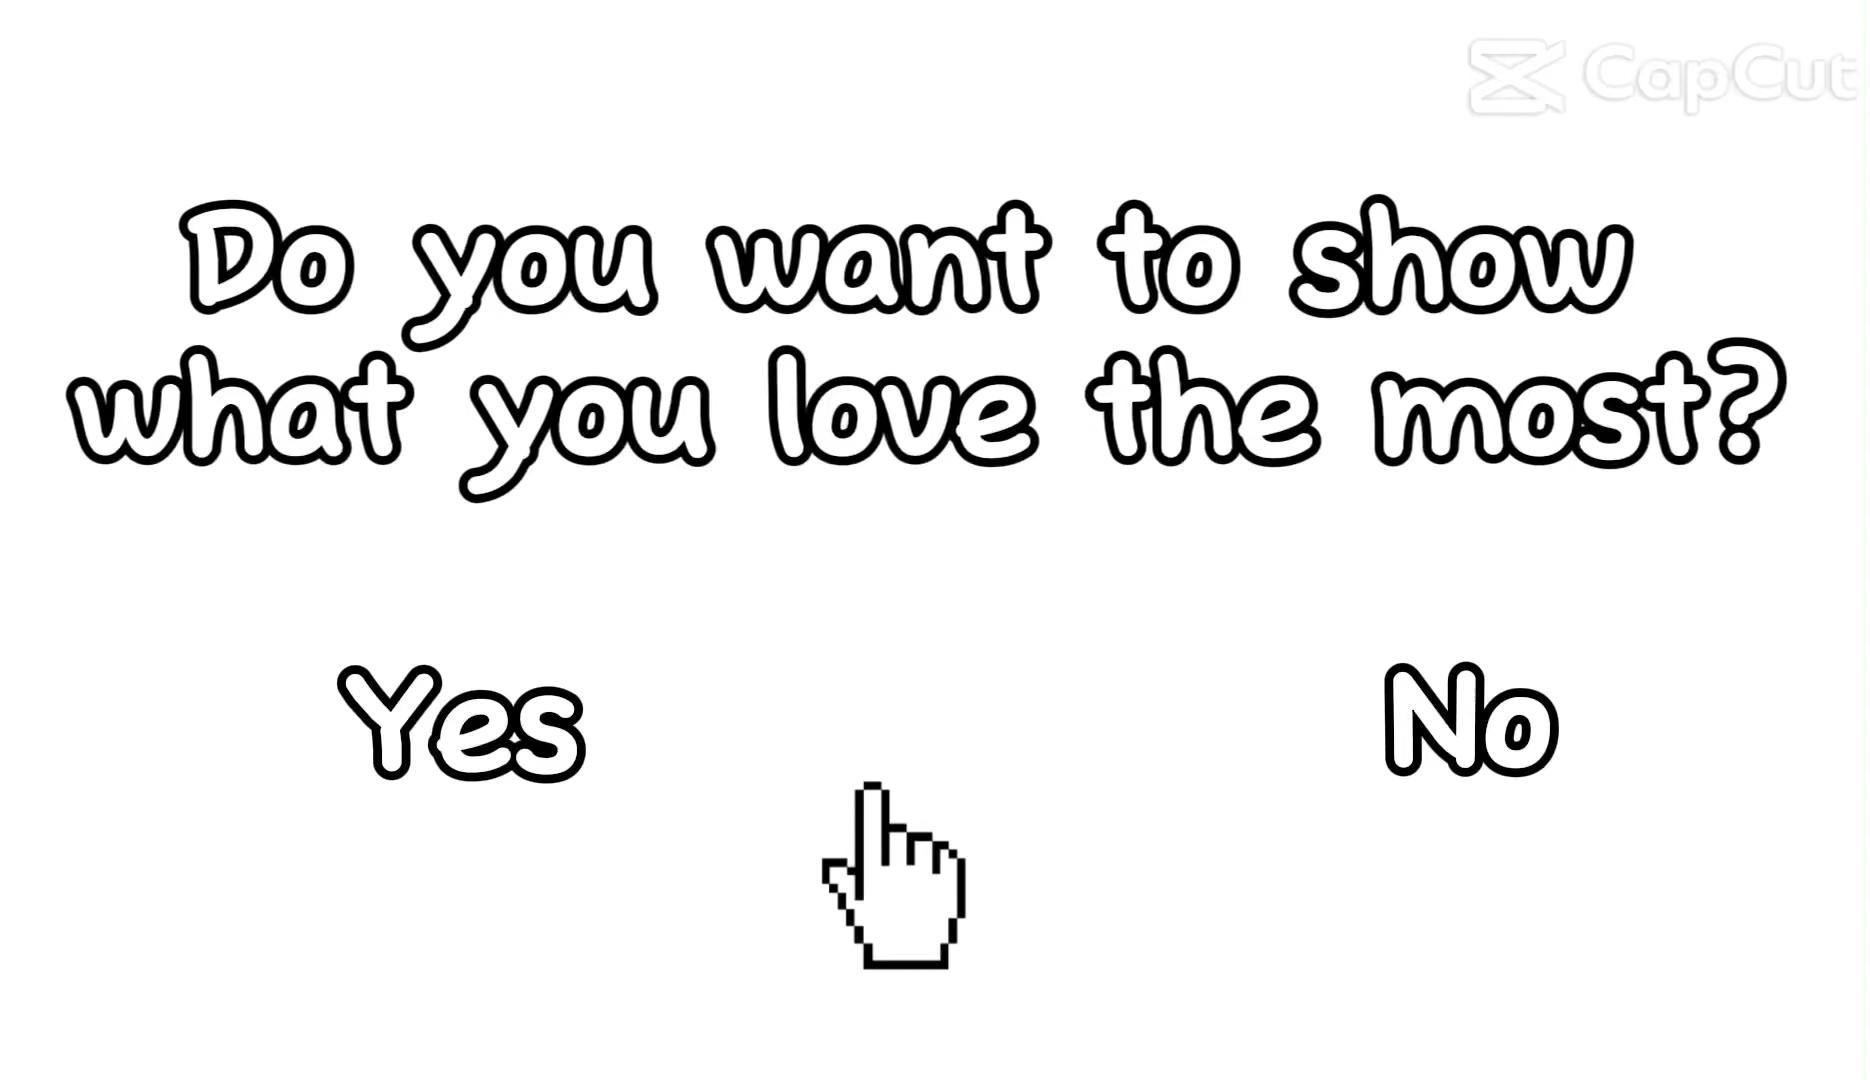 CapCut
Do you want to show
what you love the most?
Yes
No